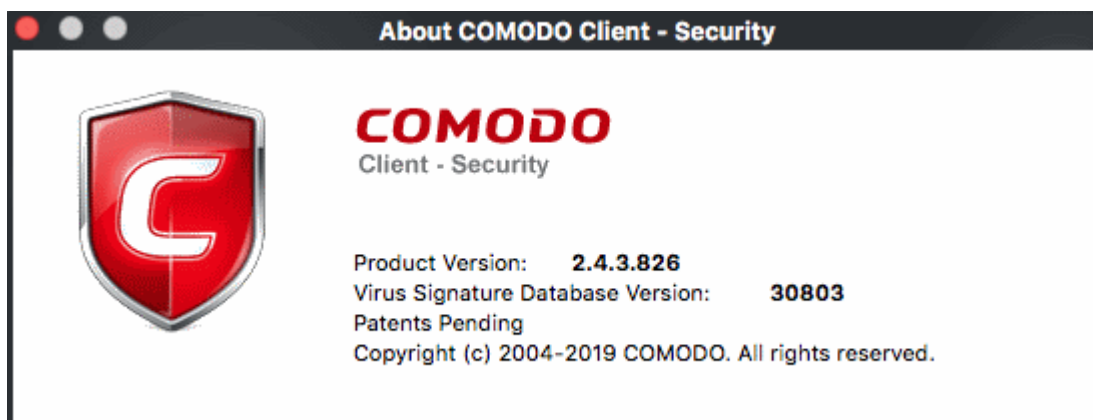 About COMODO Client - Security
COMODO
Client - Security
Product Version: 2.4.3.826
Virus Signature Database Version: 30803
Patents Pending
Copyright (c) 2004-2019 COMODO. All rights reserved.